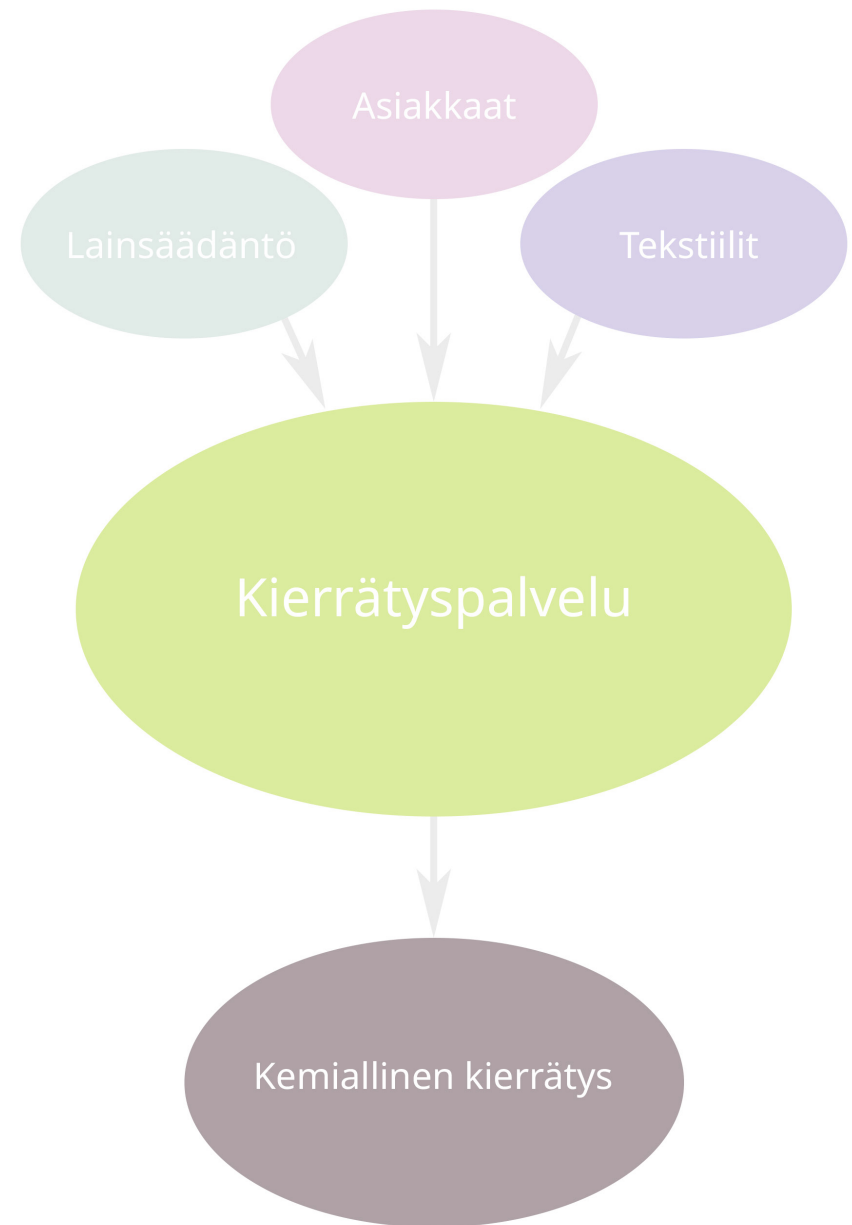 Asiakkaat
Lainsäädäntö
Tekstiilit
Kierrätyspalvelu
Kemiallinen kierrätys